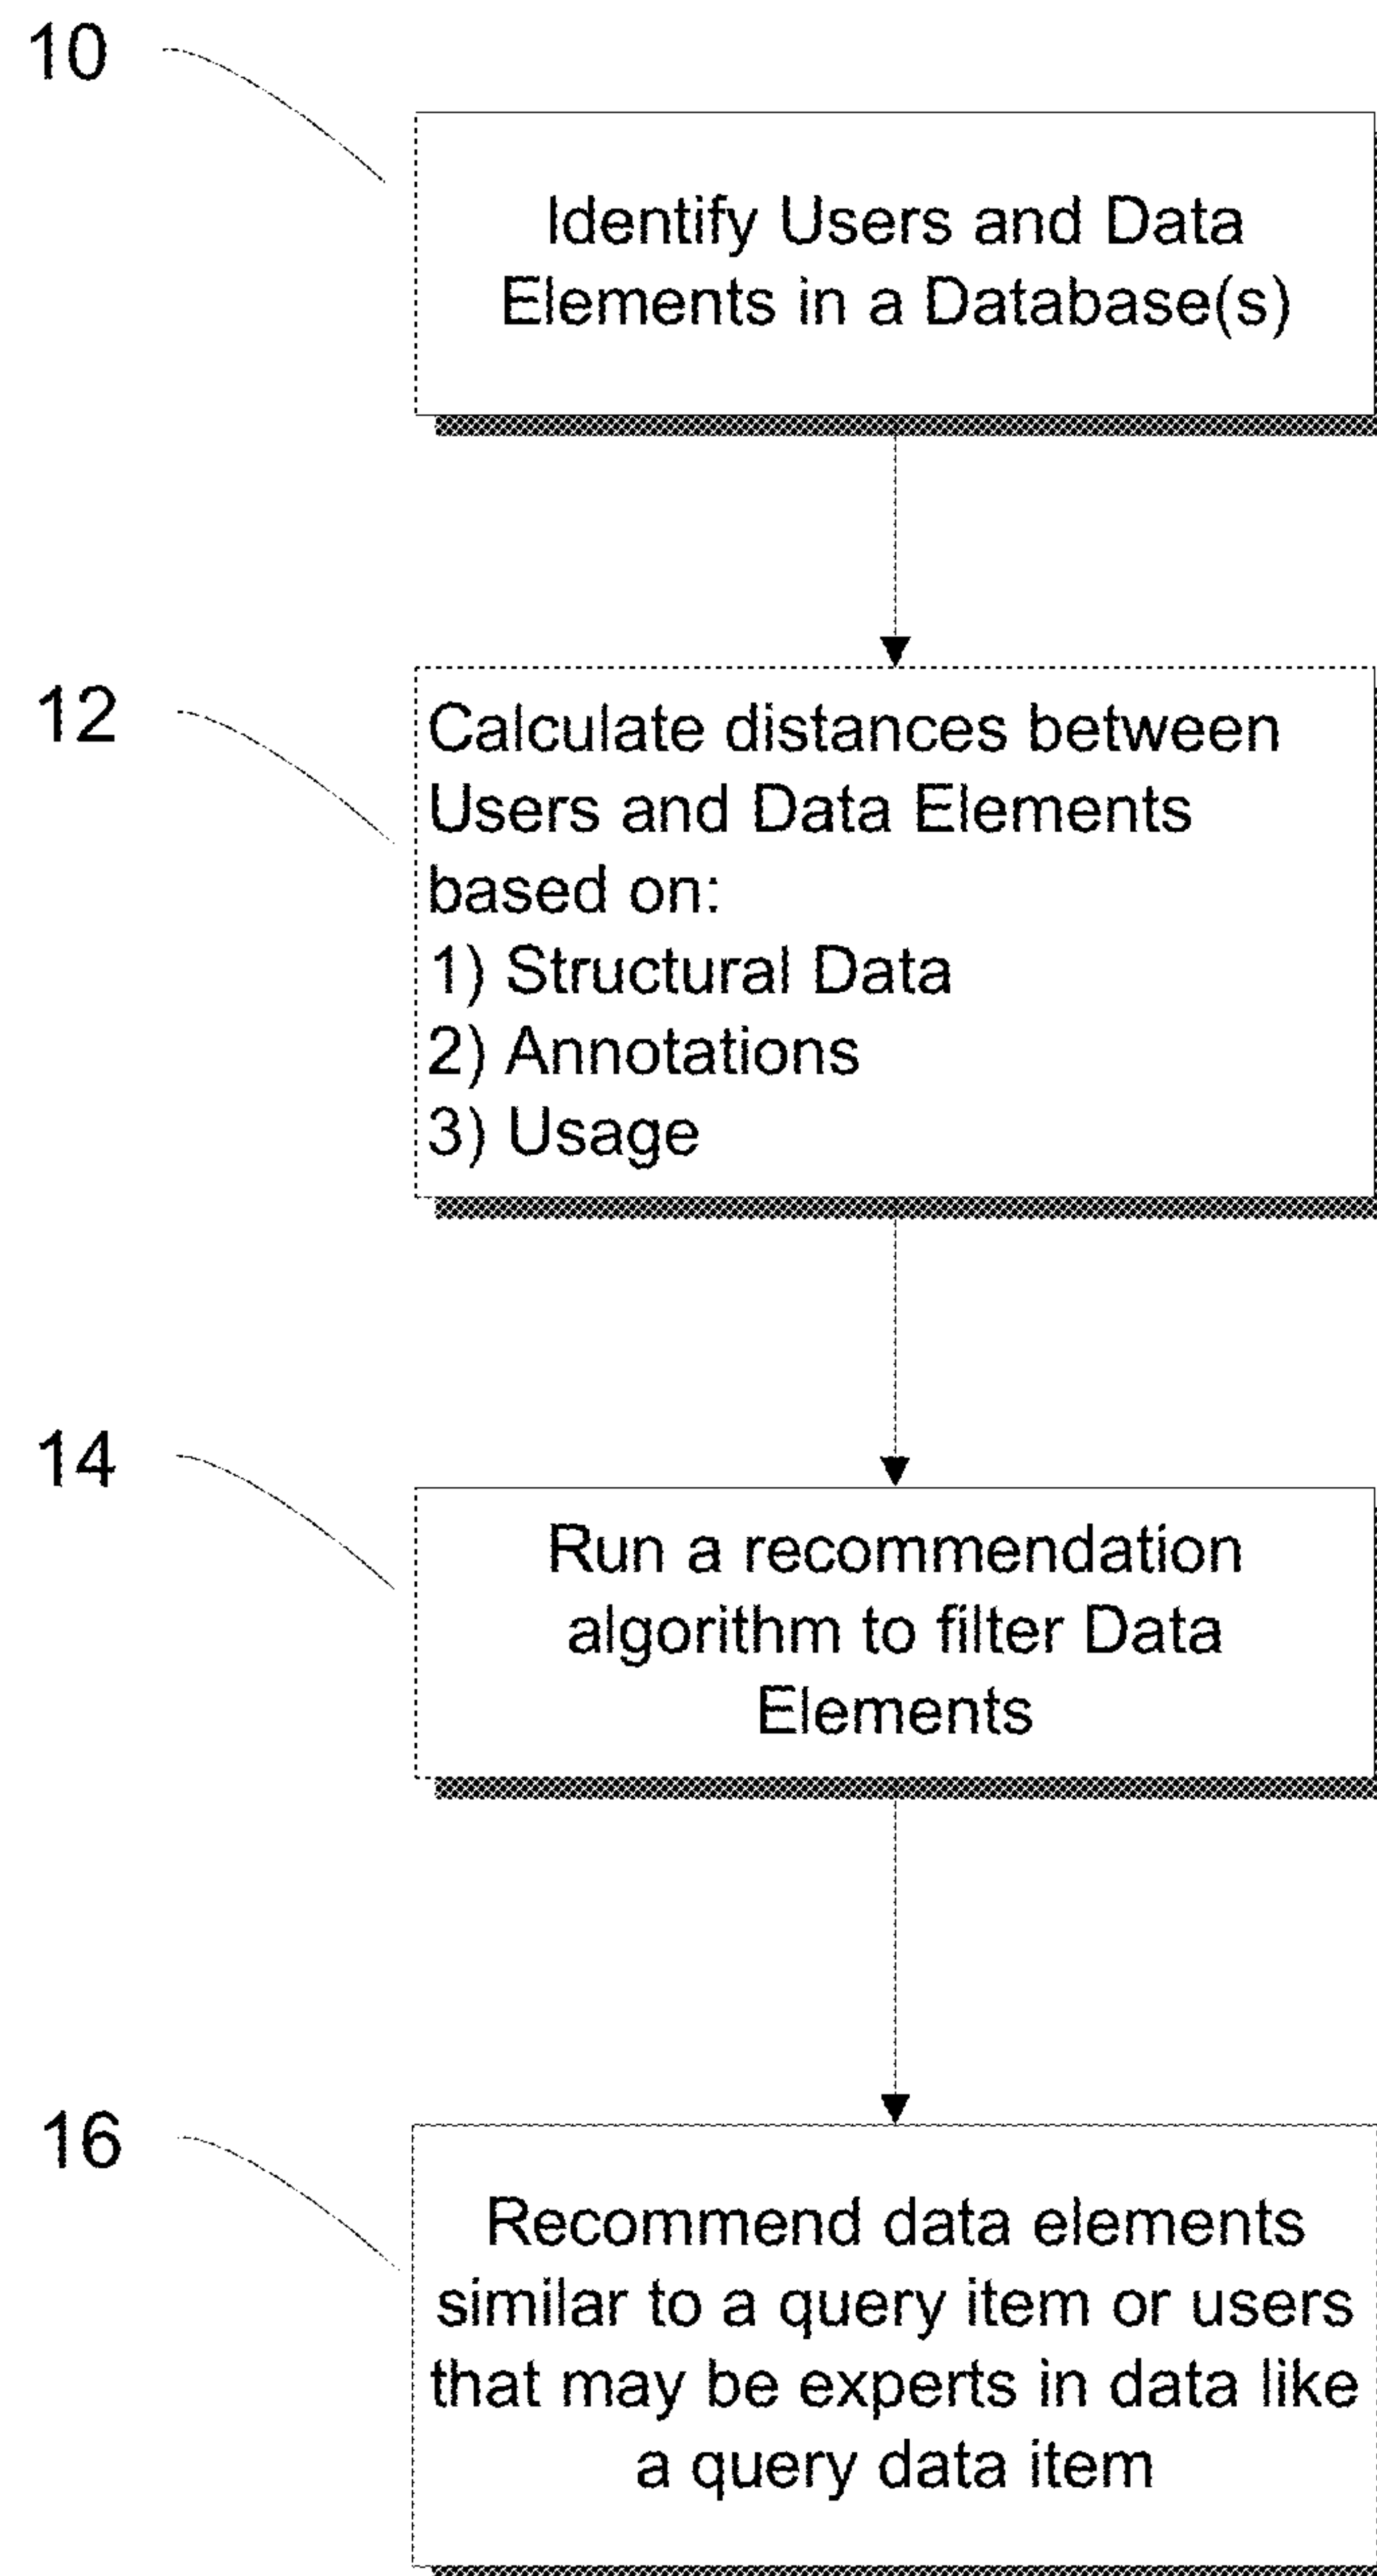 10
Identify Users and Data
Elements in a Database(s)
12
Calculate distances between
Users and Data Elements
based on:
1) Structural Data
2) Annotations
3) Usage
14
Run a recommendation
algorithm to filter Data
Elements
16
Recommend data elements
similar to a query item or users
that may be experts in data like
a query data item